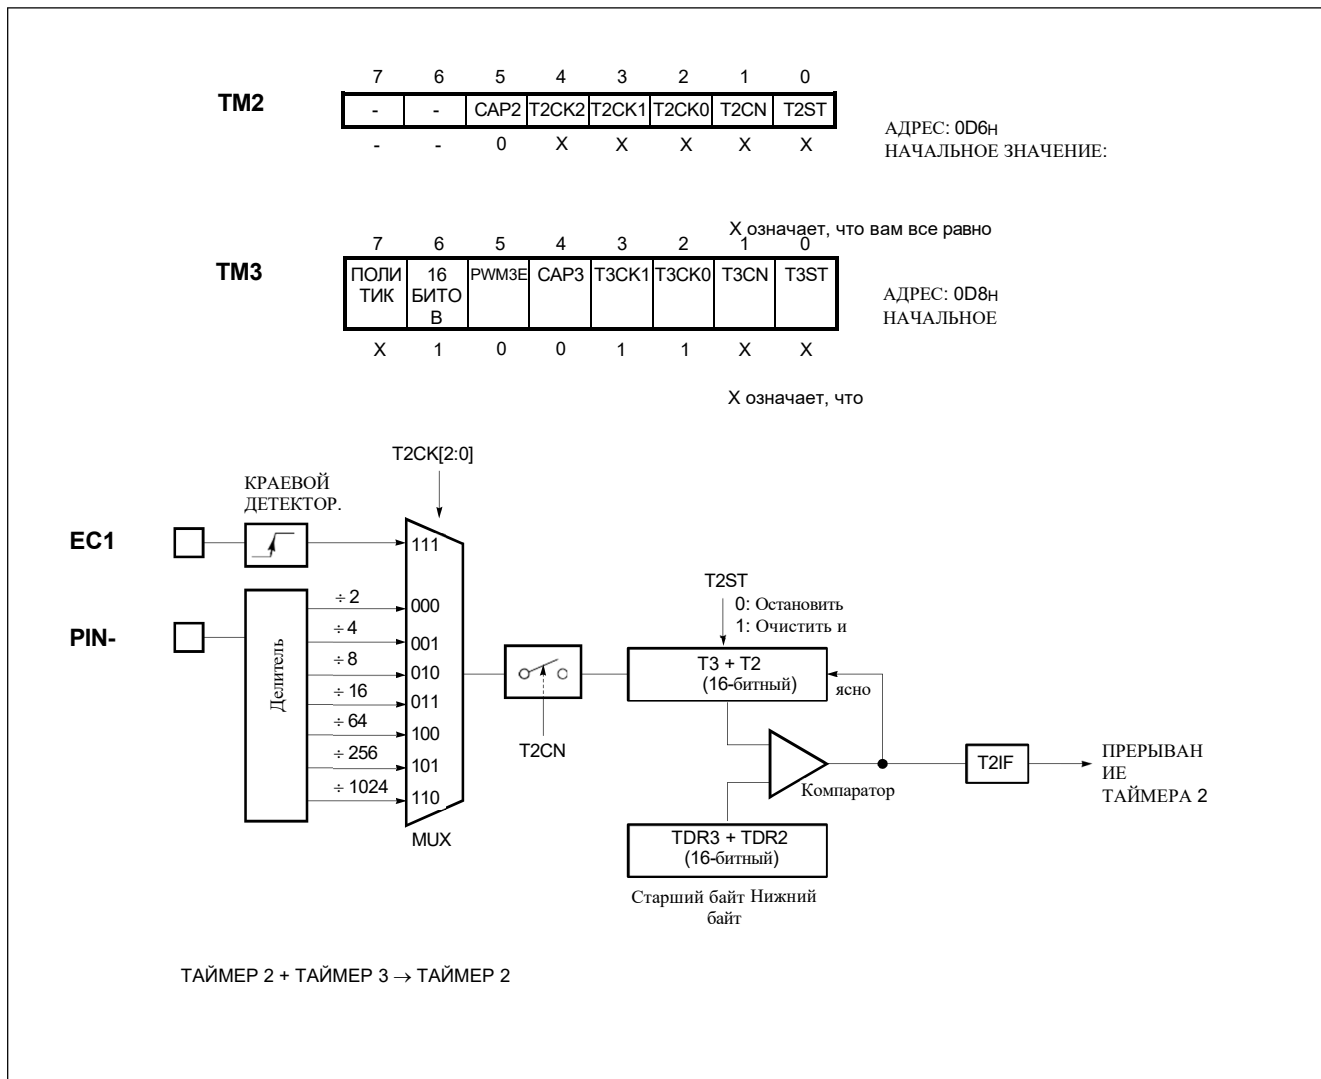 7 6 5 4 3 2 1 0
TM2
- - CAP2 T2CK2 T2CK1 T2CK0 T2CN T2ST
- - 0 X X X X X
АДРЕС: 0D6H
НАЧАЛЬНОЕ ЗНАЧЕНИЕ:
X означает, что вам все равно
7 6 5 4 3 2 1 0
TM3
ПОЛИ
ТИК
16
БИТО
В
PWM3E CAP3 T3CK1 T3CK0 T3CN T3ST
X 1 0 0 1 1 X X
АДРЕС: 0D8H
НАЧАЛЬНОЕ
X означает, что
T2CK[2:0]
КРАЕВОЙ
ДЕТЕКТОР.
EC1
111
PIN-
Делитель
÷ 2 000
÷ 4 001
÷ 8 010
÷ 16 011
÷ 64 100
÷ 256 101
÷ 1024 110
MUX
T2CN
T2ST
0: Остановить
1: Очистить и
T3 + T2
(16-битный)
ясно
Компаратор
T2IF
ПРЕРЫВАН
ИЕ
ТАЙМЕРА 2
TDR3 + TDR2
(16-битный)
Старший байт Нижний
байт
ТАЙМЕР 2 + ТАЙМЕР 3 → ТАЙМЕР 2